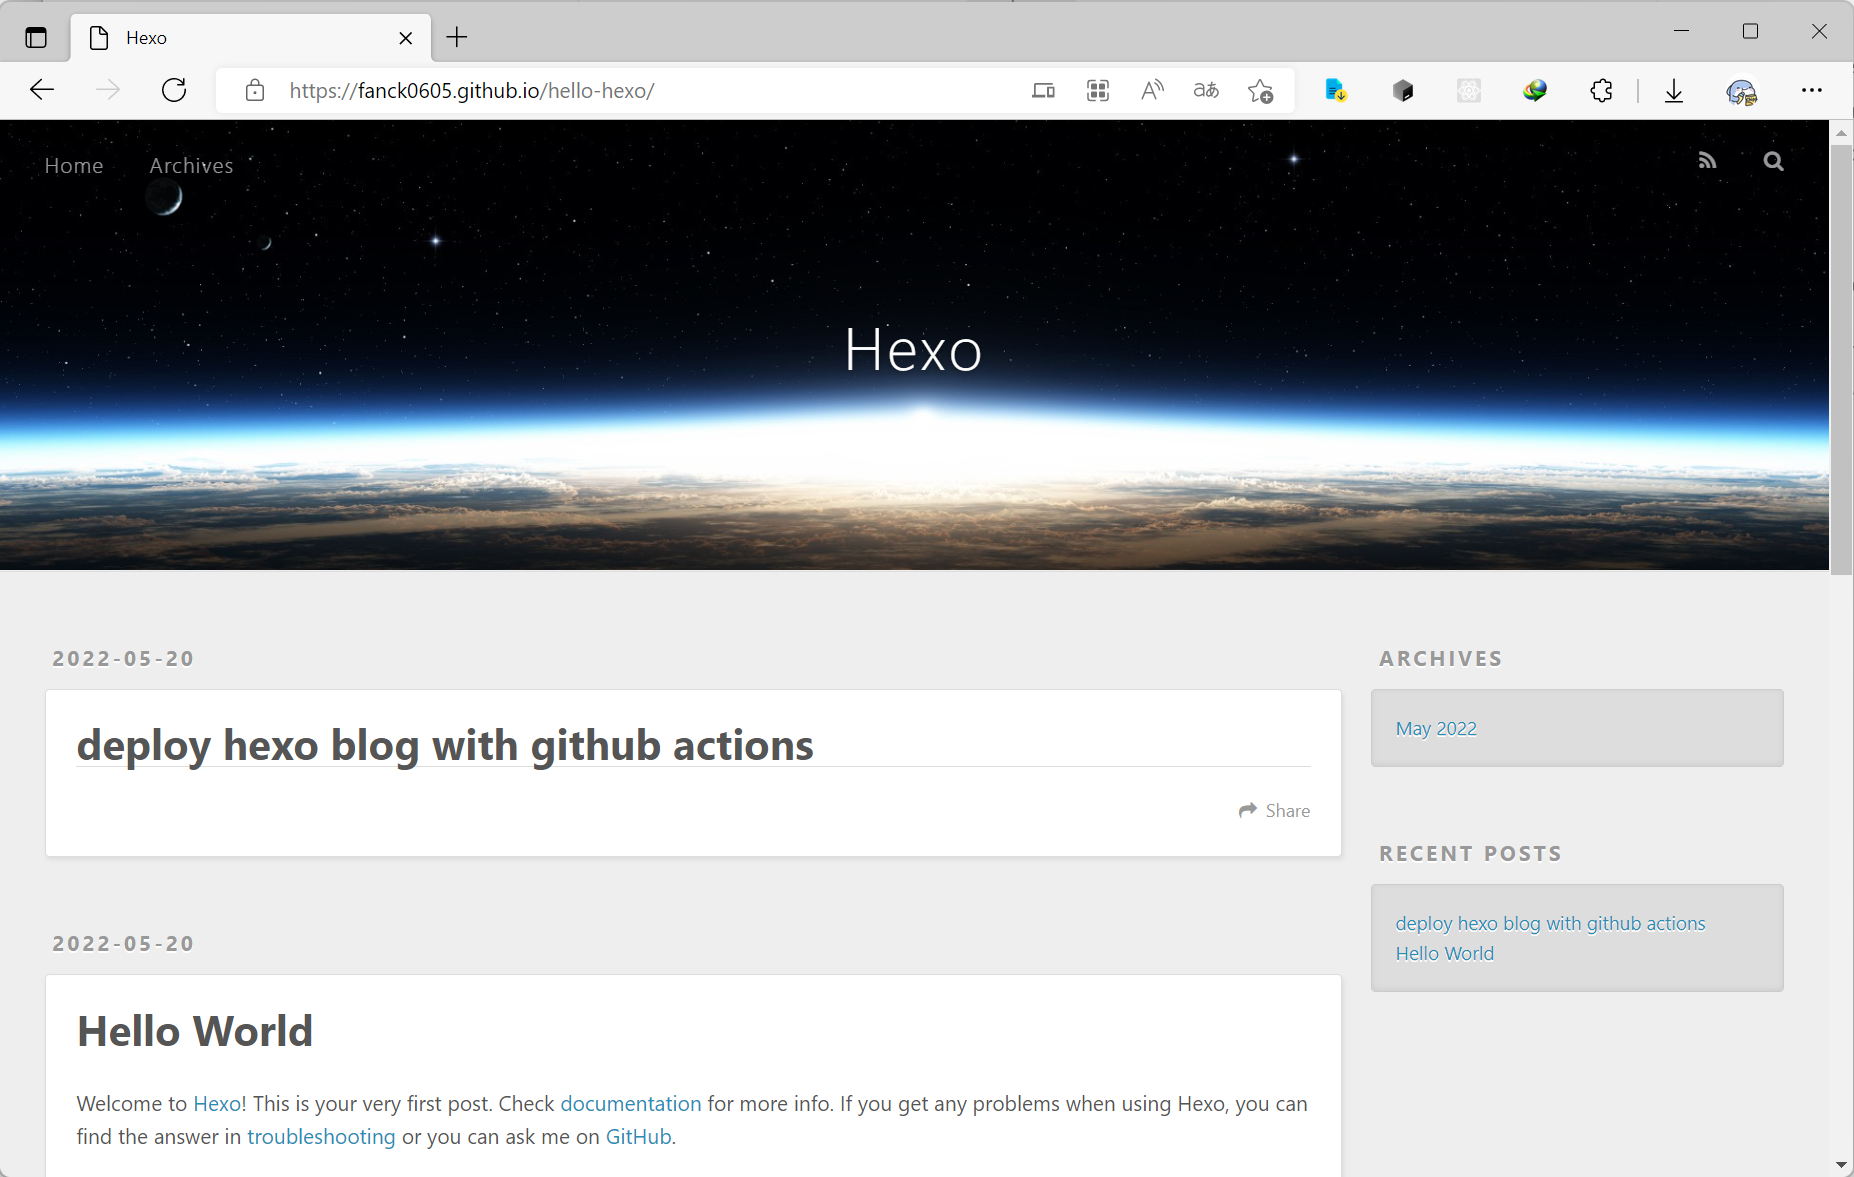 Hexo
https://fanck0605.github.io/hello-hexo/
Home
Archives
Hexo
2022-05-20
deploy hexo blog with github actions
Share
2022-05-20
Hello World
Welcome to Hexo! This is your very first post. Check documentation for more info. If you get any problems when using Hexo, you can
find the answer in troubleshooting or you can ask me on GitHub.
ARCHIVES
May 2022
RECENT POSTS
deploy hexo blog with github actions
Hello World